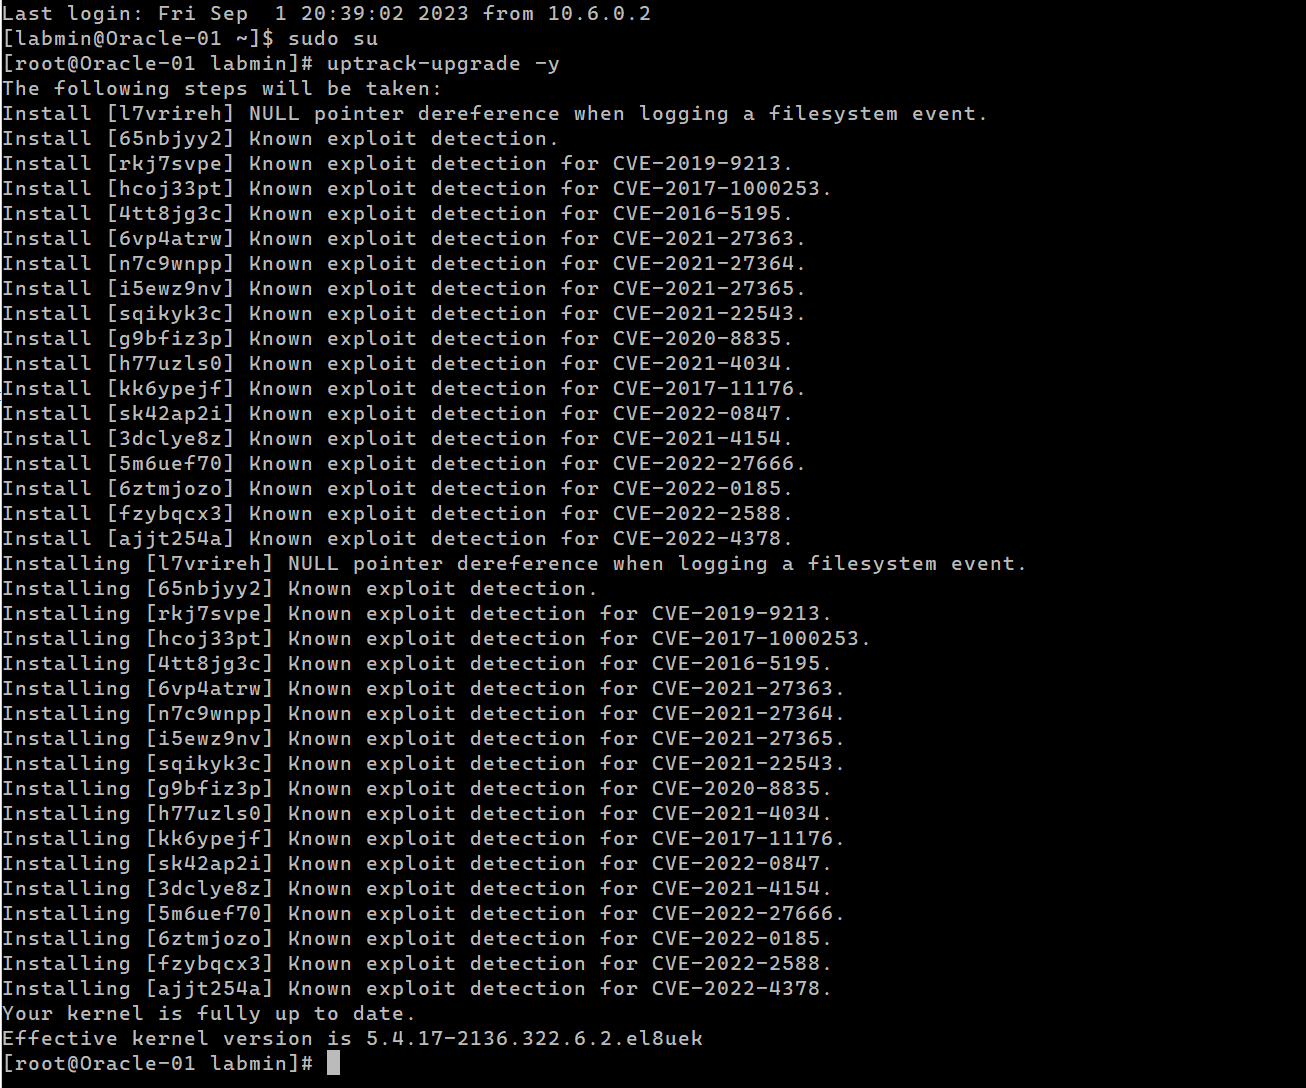 Last login: Fri Sep  1 20:39:02 2023 from 10.6.0.2
[labmin@Oracle-01 ~]$ sudo su
[root@Oracle-01 labmin]# uptrack-upgrade -y
The following steps will be taken:
Install [l7vrireh] NULL pointer dereference when logging a filesystem event.
Install [65nbjyy2] Known exploit detection.
Install [rkj7svpe] Known exploit detection for CVE-2019-9213.
Install [hcoj33pt] Known exploit detection for CVE-2017-1000253.
Install [4tt8jg3c] Known exploit detection for CVE-2016-5195.
Install [6vp4atrw] Known exploit detection for CVE-2021-27363.
Install [n7c9wnpp] Known exploit detection for CVE-2021-27364.
Install [i5ewz9nv] Known exploit detection for CVE-2021-27365.
Install [sqikyk3c] Known exploit detection for CVE-2021-22543.
Install [g9bfiz3p] Known exploit detection for CVE-2020-8835.
Install [h77uzls0] Known exploit detection for CVE-2021-4034.
Install [kk6ypejf] Known exploit detection for CVE-2017-11176.
Install [sk42ap2i] Known exploit detection for CVE-2022-0847.
Install [3dclye8z] Known exploit detection for CVE-2021-4154.
Install [5m6uef70] Known exploit detection for CVE-2022-27666.
Install [6ztmjozo] Known exploit detection for CVE-2022-0185.
Install [fzybqcx3] Known exploit detection for CVE-2022-2588.
Install [ajjt254a] Known exploit detection for CVE-2022-4378.
Installing [l7vrireh] NULL pointer dereference when logging a filesystem event.
Installing [65nbjyy2] Known exploit detection.
Installing [rkj7svpe] Known exploit detection for CVE-2019-9213.
Installing [hcoj33pt] Known exploit detection for CVE-2017-1000253.
Installing [4tt8jg3c] Known exploit detection for CVE-2016-5195.
Installing [6vp4atrw] Known exploit detection for CVE-2021-27363.
Installing [n7c9wnpp] Known exploit detection for CVE-2021-27364.
Installing [i5ewz9nv] Known exploit detection for CVE-2021-27365.
Installing [sqikyk3c] Known exploit detection for CVE-2021-22543.
Installing [g9bfiz3p] Known exploit detection for CVE-2020-8835.
Installing [h77uzls0] Known exploit detection for CVE-2021-4034.
Installing [kk6ypejf] Known exploit detection for CVE-2017-11176.
Installing [sk42ap2i] Known exploit detection for CVE-2022-0847.
Installing [3dclye8z] Known exploit detection for CVE-2021-4154.
Installing [5m6uef70] Known exploit detection for CVE-2022-27666.
Installing [6ztmjozo] Known exploit detection for CVE-2022-0185.
Installing [fzybqcx3] Known exploit detection for CVE-2022-2588.
Installing [ajjt254a] Known exploit detection for CVE-2022-4378.
Your kernel is fully up to date.
Effective kernel version is 5.4.17-2136.322.6.2.el8uek
[root@Oracle-01 labmin]#